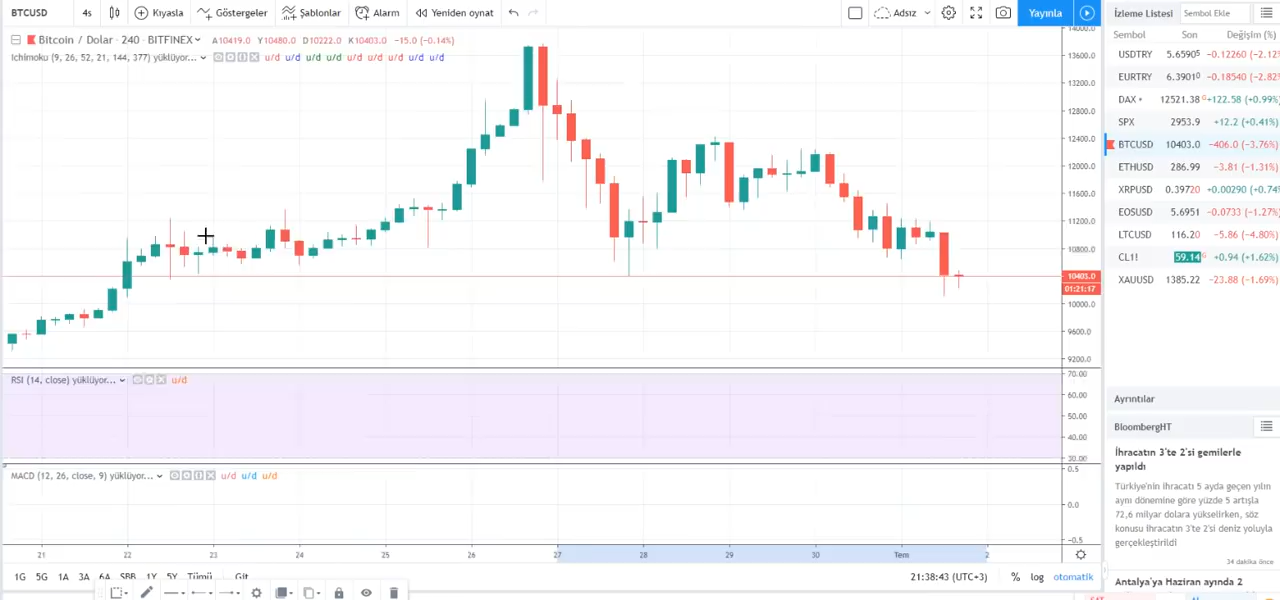 BTCUSD 4s Kıyasla Göstergeler Şablonlar Alarm Yeniden oynat Adsız Yayınla
Bitcoin / Dolar · 240 · BITFINEX A10419.0 Y10480.0 D10222.0 K10403.0 −15.0 (−0.14%)
Ichimoku (9, 26, 52, 21, 144, 377) yüklüyor... u/d u/d u/d u/d u/d u/d u/d u/d u/d
14000.0
13600.0
13200.0
12800.0
12400.0
12000.0
11600.0
11200.0
10800.0
10403.0
01:21:17
10000.0
9600.0
9200.0
RSI (14, close) yüklüyor... u/d
70.00
60.00
50.00
40.00
30.00
MACD (12, 26, close, 9) yüklüyor... u/d u/d u/d
0.5
0.0
−0.5
21 22 23 24 25 26 27 28 29 30 Tem 2
1G 5G 1A 3A 6A SBB 1Y 5Y Tümü Git 21:38:43 (UTC+3) % log otomatik
İzleme Listesi Sembol Ekle
Sembol Son Değişim (%)
USDTRY 5.65905 −0.12260 (−2.12%
EURTRY 6.39010 −0.18540 (−2.82%
DAX 12521.38 G +122.58 (+0.99%)
SPX 2953.9 +12.2 (+0.41%)
BTCUSD 10403.0 −406.0 (−3.76%)
ETHUSD 286.99 −3.81 (−1.31%)
XRPUSD 0.39720 +0.00290 (+0.74%
EOSUSD 5.6951 −0.0733 (−1.27%)
LTCUSD 116.20 −5.86 (−4.80%)
CL1! 59.14 G +0.94 (+1.62%)
XAUUSD 1385.22 −23.88 (−1.69%)
Ayrıntılar
BloombergHT
İhracatın 3'te 2'si gemilerle
yapıldı
Türkiye'nin ihracatı 5 ayda geçen yılın
aynı dönemine göre yüzde 5 artışla
72,6 milyar dolara yükselirken, söz
konusu ihracatın 3'te 2'si deniz yoluyla
gerçekleştirildi
34 dakika önce
Antalya'ya Haziran ayında 2